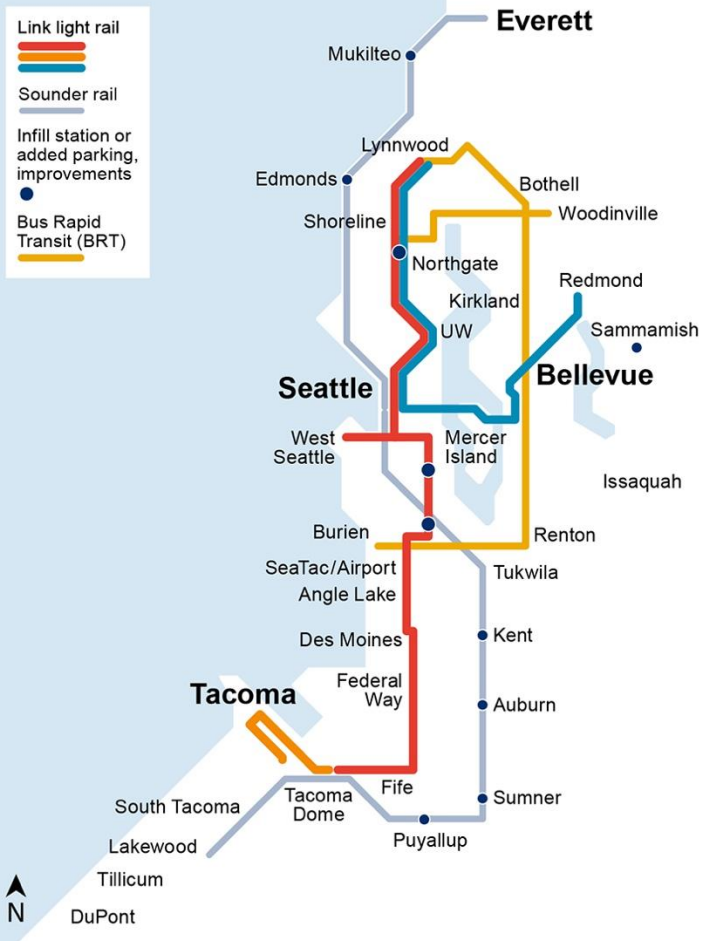 Link light rail
Sounder rail
Infill station or
added parking,
improvements
Bus Rapid
Transit (BRT)
Everett
Mukilteo
Lynnwood
Edmonds
Bothell
Shoreline
Woodinville
Northgate
Redmond
Kirkland
UW
Sammamish
Bellevue
Seattle
West
Seattle
Mercer
Island
Issaquah
Burien
Renton
SeaTac/Airport
Tukwila
Angle Lake
Des Moines
Kent
Federal
Way
Tacoma
Auburn
Fife
Tacoma
Dome
Sumner
South Tacoma
Puyallup
Lakewood
Tillicum
DuPont
N